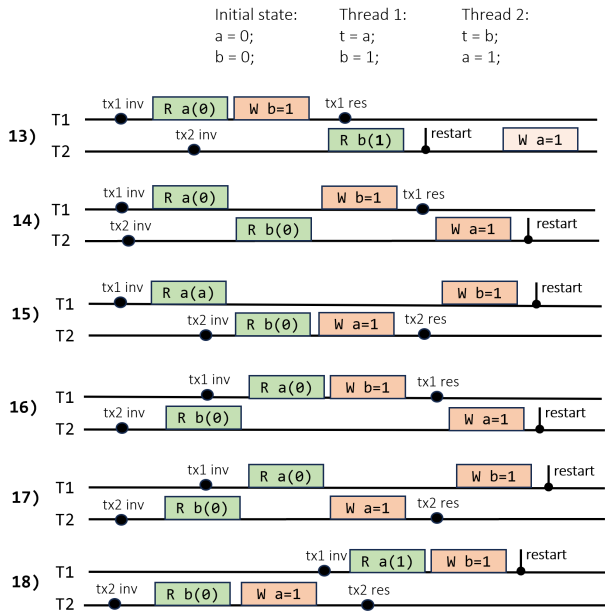 Initial state: Thread 1: Thread 2:
a = 0; t = a; t = b;
b = 0; b = 1; a = 1;
tx1 inv R a(0) W b=1 tx1 res
T1
13)
tx2 inv R b(1) restart W a=1
T2
tx1 inv R a(0) W b=1 tx1 res
T1
14)
tx2 inv R b(0) W a=1 restart
T2
tx1 inv R a(a) W b=1 restart
T1
15)
tx2 inv R b(0) W a=1 tx2 res
T2
tx1 inv R a(0) W b=1 tx1 res
T1
16)
tx2 inv R b(0) W a=1 restart
T2
tx1 inv R a(0) W b=1 restart
T1
17)
tx2 inv R b(0) W a=1 tx2 res
T2
tx1 inv R a(1) W b=1 restart
T1
18)
tx2 inv R b(0) W a=1 tx2 res
T2